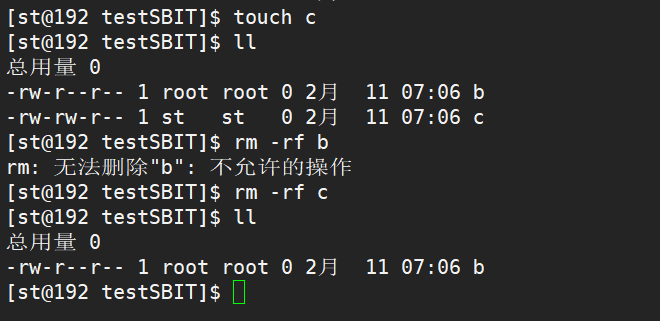 [st@192 testSBIT]$ touch c
[st@192 testSBIT]$ ll
总用量 0
-rw-r--r-- 1 root root 0 2月  11 07:06 b
-rw-rw-r-- 1 st   st   0 2月  11 07:06 c
[st@192 testSBIT]$ rm -rf b
rm: 无法删除"b": 不允许的操作
[st@192 testSBIT]$ rm -rf c
[st@192 testSBIT]$ ll
总用量 0
-rw-r--r-- 1 root root 0 2月  11 07:06 b
[st@192 testSBIT]$